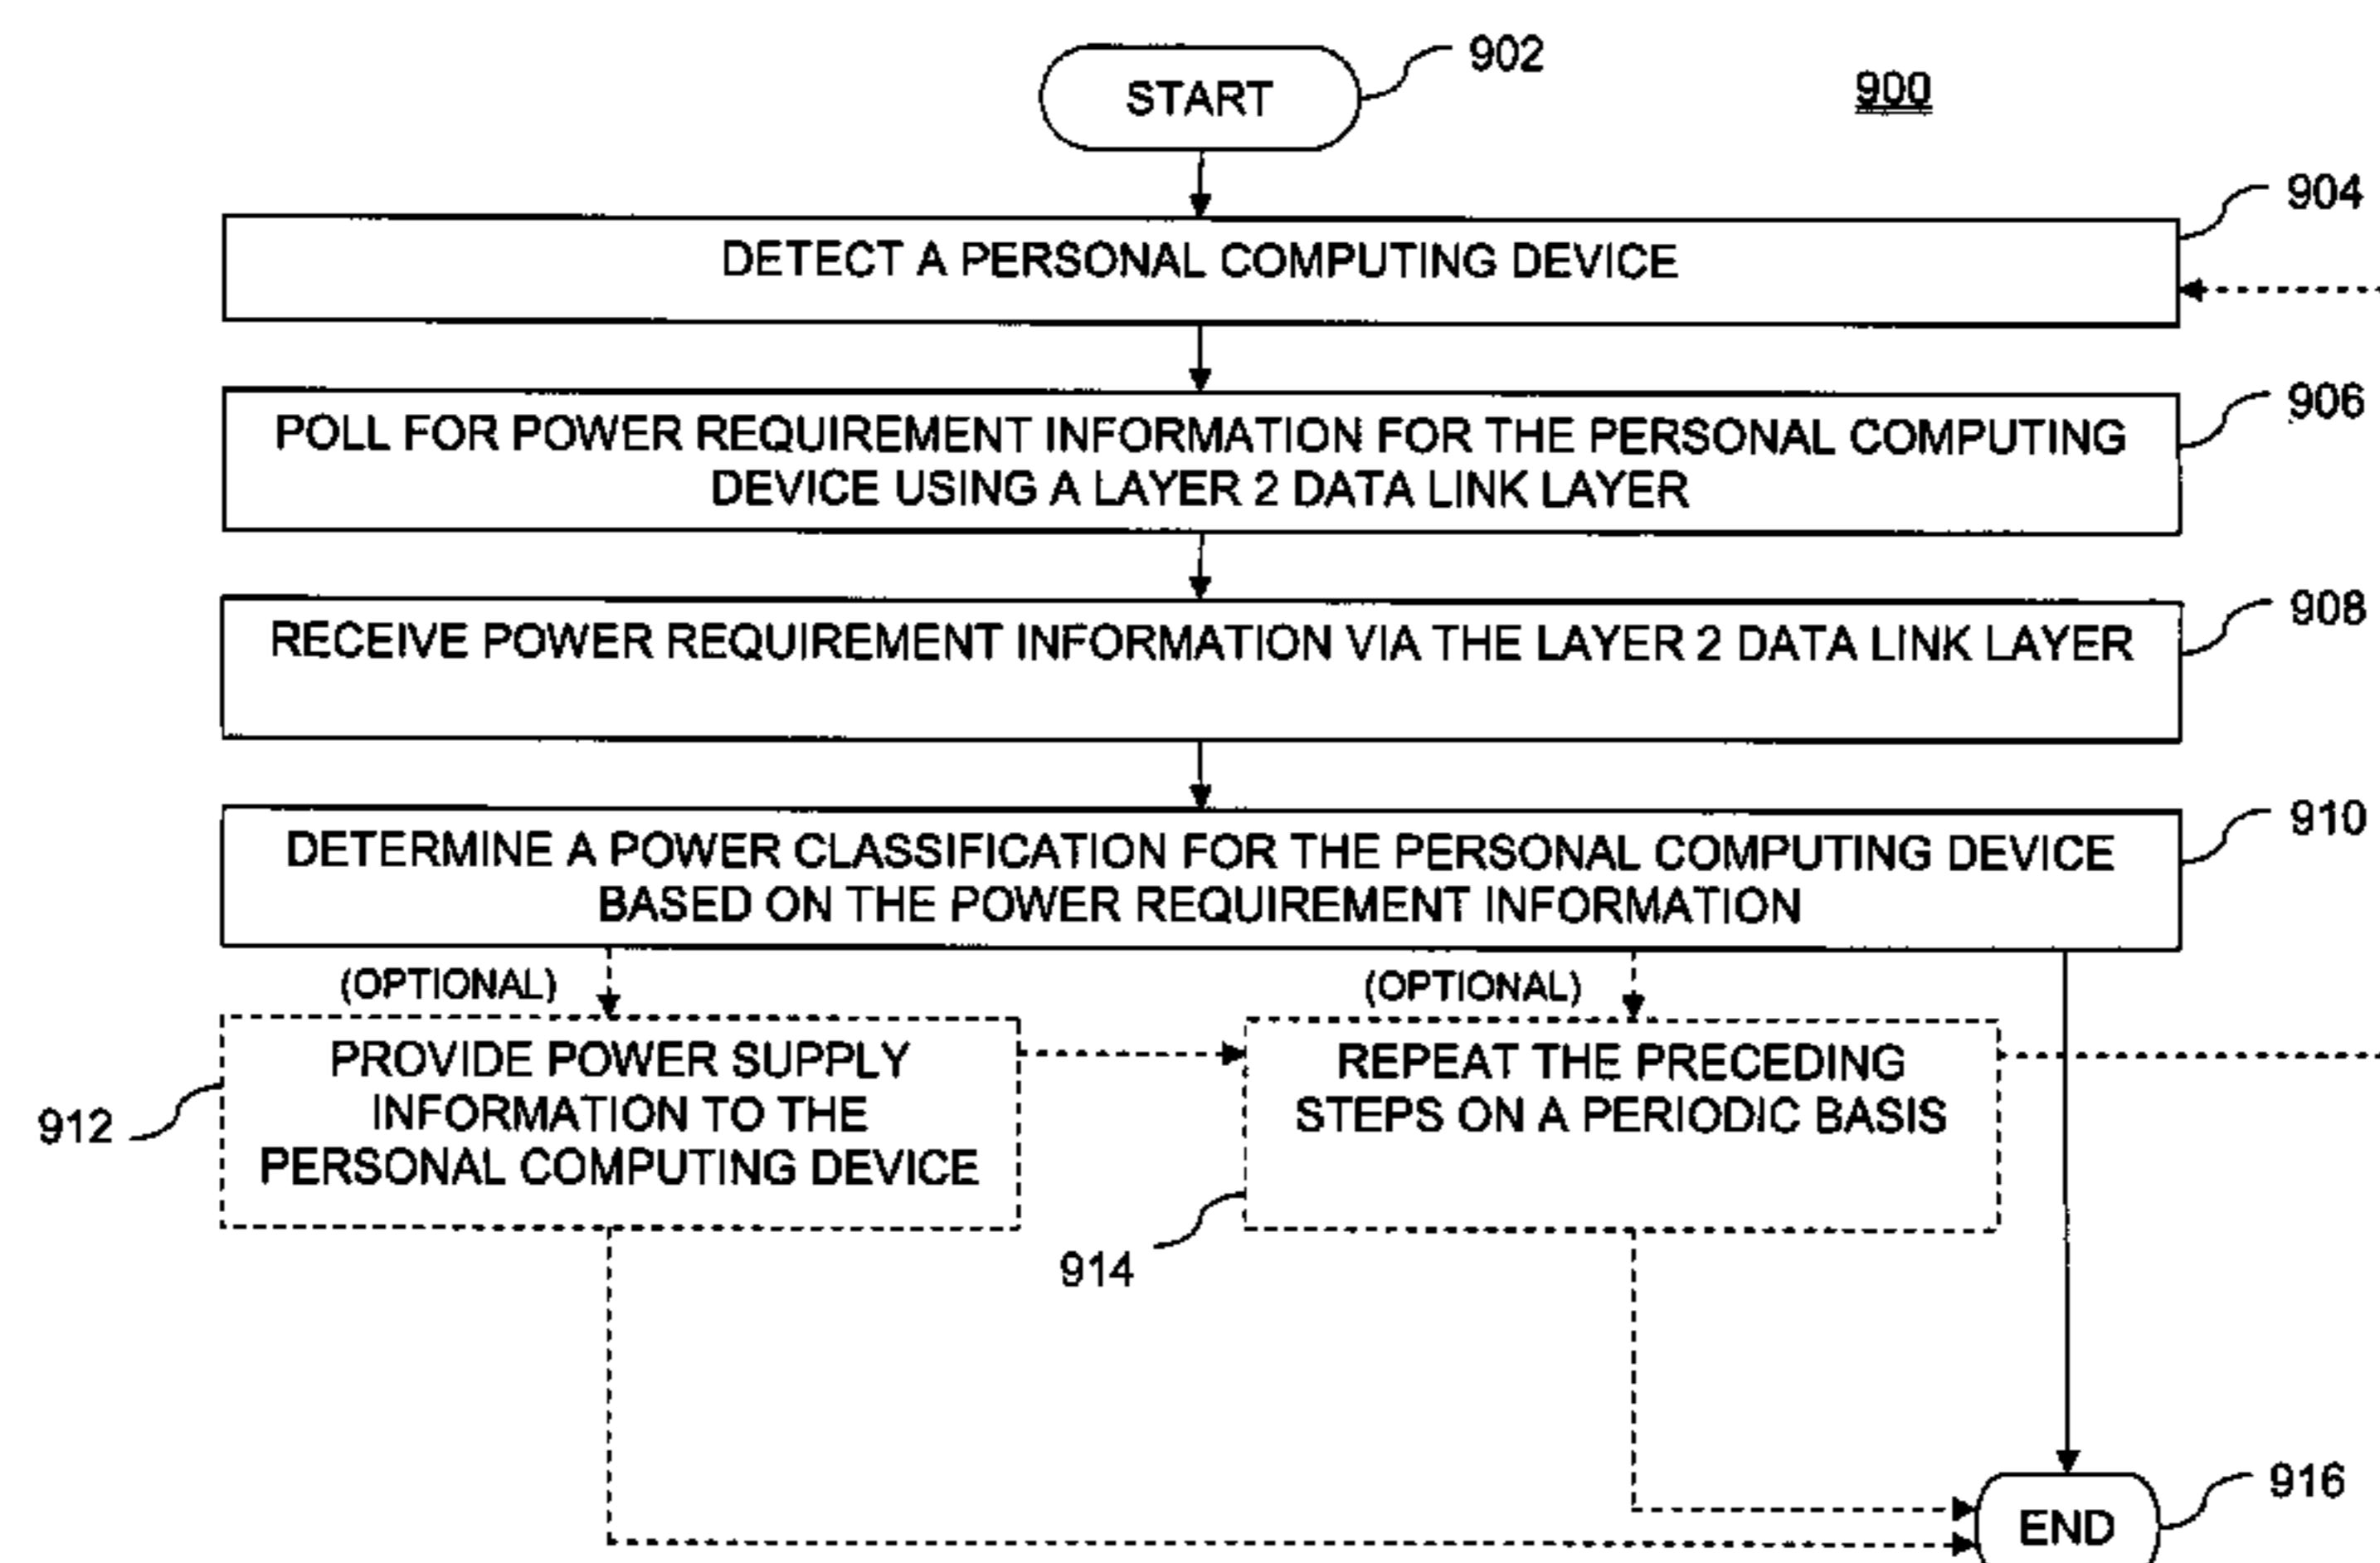 902
START
900
904
DETECT A PERSONAL COMPUTING DEVICE
906
POLL FOR POWER REQUIREMENT INFORMATION FOR THE PERSONAL COMPUTING
DEVICE USING A LAYER 2 DATA LINK LAYER
908
RECEIVE POWER REQUIREMENT INFORMATION VIA THE LAYER 2 DATA LINK LAYER
910
DETERMINE A POWER CLASSIFICATION FOR THE PERSONAL COMPUTING DEVICE
BASED ON THE POWER REQUIREMENT INFORMATION
(OPTIONAL)
(OPTIONAL)
PROVIDE POWER SUPPLY
INFORMATION TO THE
PERSONAL COMPUTING DEVICE
912
REPEAT THE PRECEDING
STEPS ON A PERIODIC BASIS
914
916
END